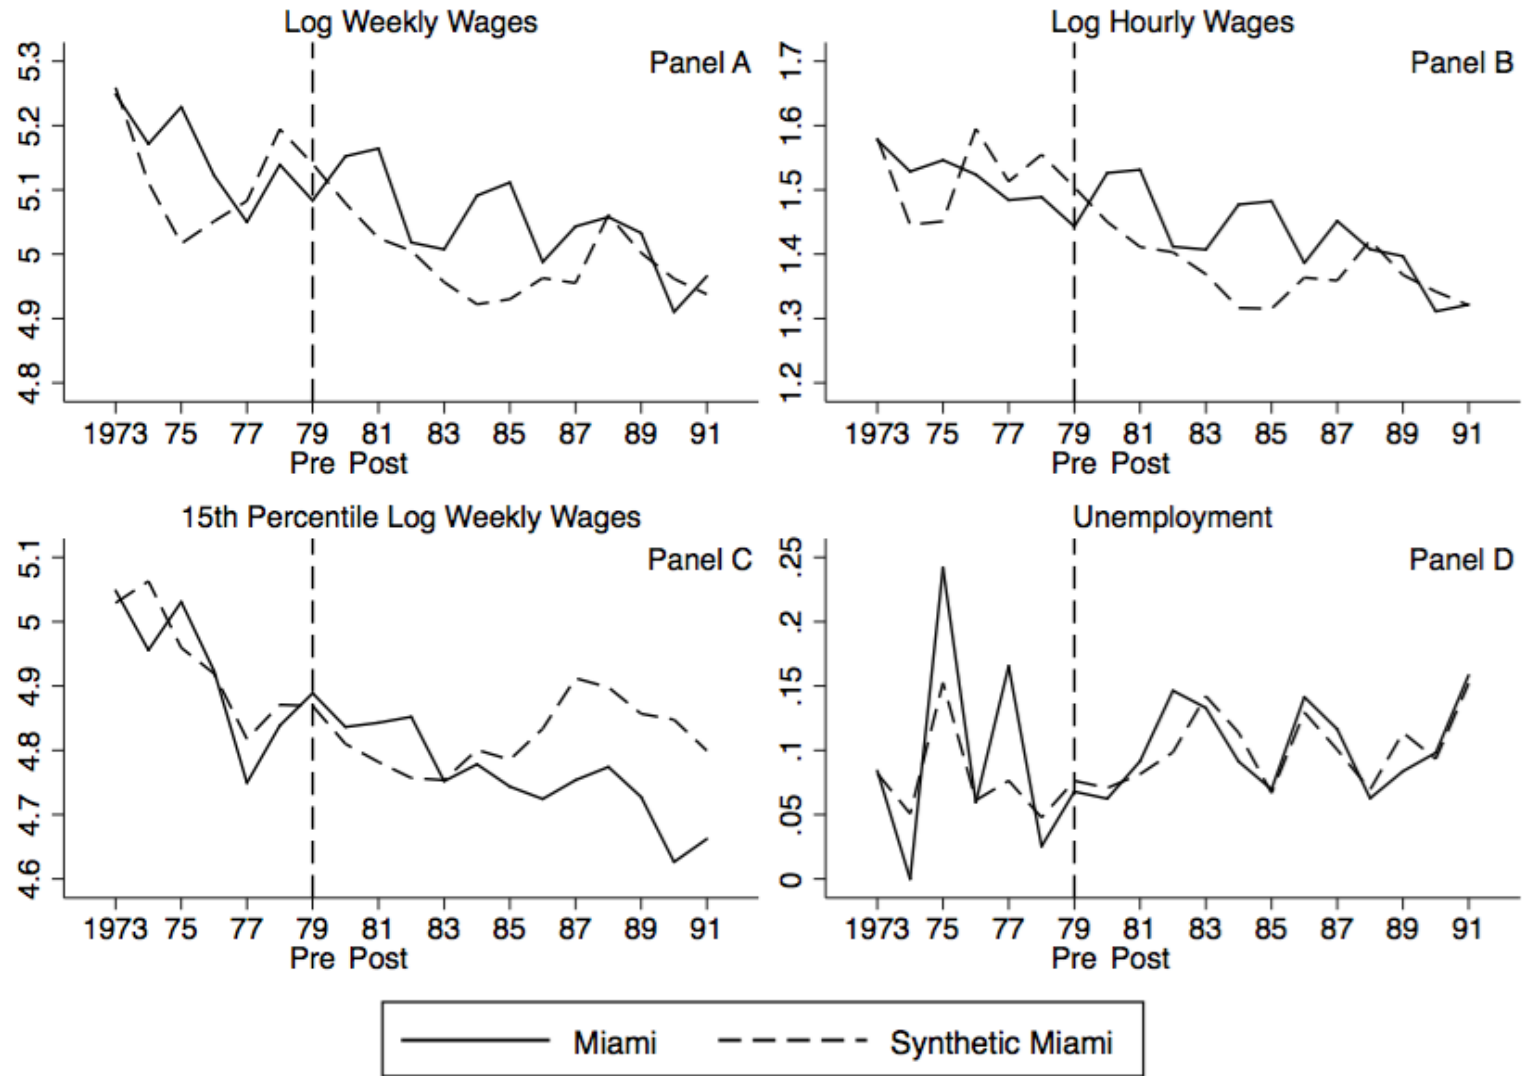 Log Weekly Wages
Panel A
5.3
5.2
5.1
5
4.9
4.8
1973 75 77 79 81 83 85 87 89 91
Pre Post
Log Hourly Wages
Panel B
1.7
1.6
1.5
1.4
1.3
1.2
1973 75 77 79 81 83 85 87 89 91
Pre Post
15th Percentile Log Weekly Wages
Panel C
5.1
5
4.9
4.8
4.7
4.6
1973 75 77 79 81 83 85 87 89 91
Pre Post
Unemployment
Panel D
.25
.2
.15
.1
.05
0
1973 75 77 79 81 83 85 87 89 91
Pre Post
Miami Synthetic Miami